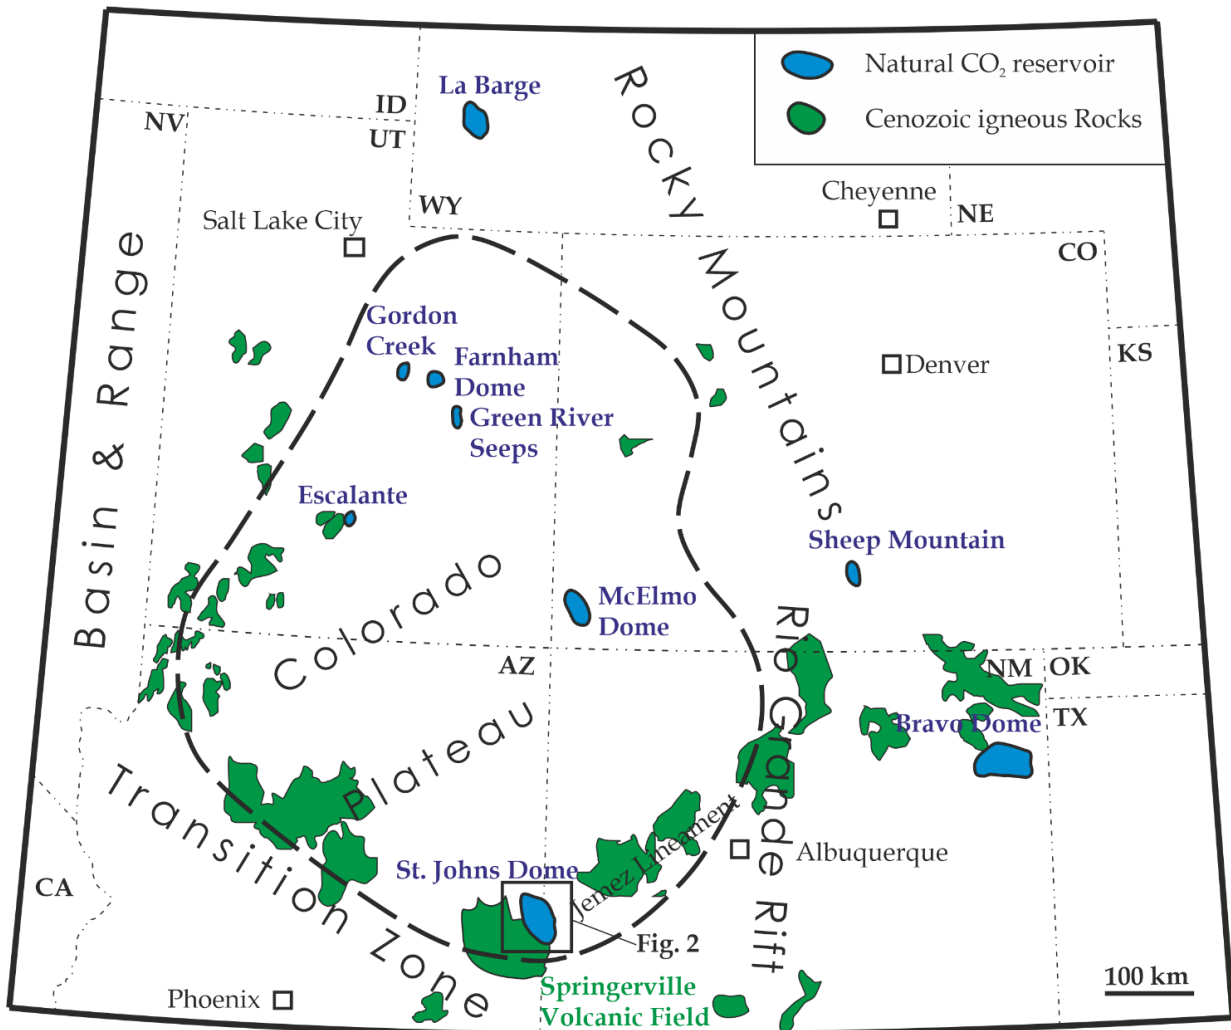 La Barge
Natural CO₂ reservoir
Cenozoic igneous Rocks
ID
NV
UT
Rocky Mountains
WY
Cheyenne
NE
Salt Lake City
CO
Basin & Range
Gordon
Creek
Farnham
Dome
KS
Denver
Green River
Seeps
Escalante
Sheep Mountain
McElmo
Dome
Colorado
Plateau
AZ
Rio Grande Rift
NM
OK
TX
Bravo Dome
Transition Zone
Jemez Lineament
Albuquerque
St. Johns Dome
CA
Fig. 2
Springerville
Volcanic Field
Phoenix
100 km